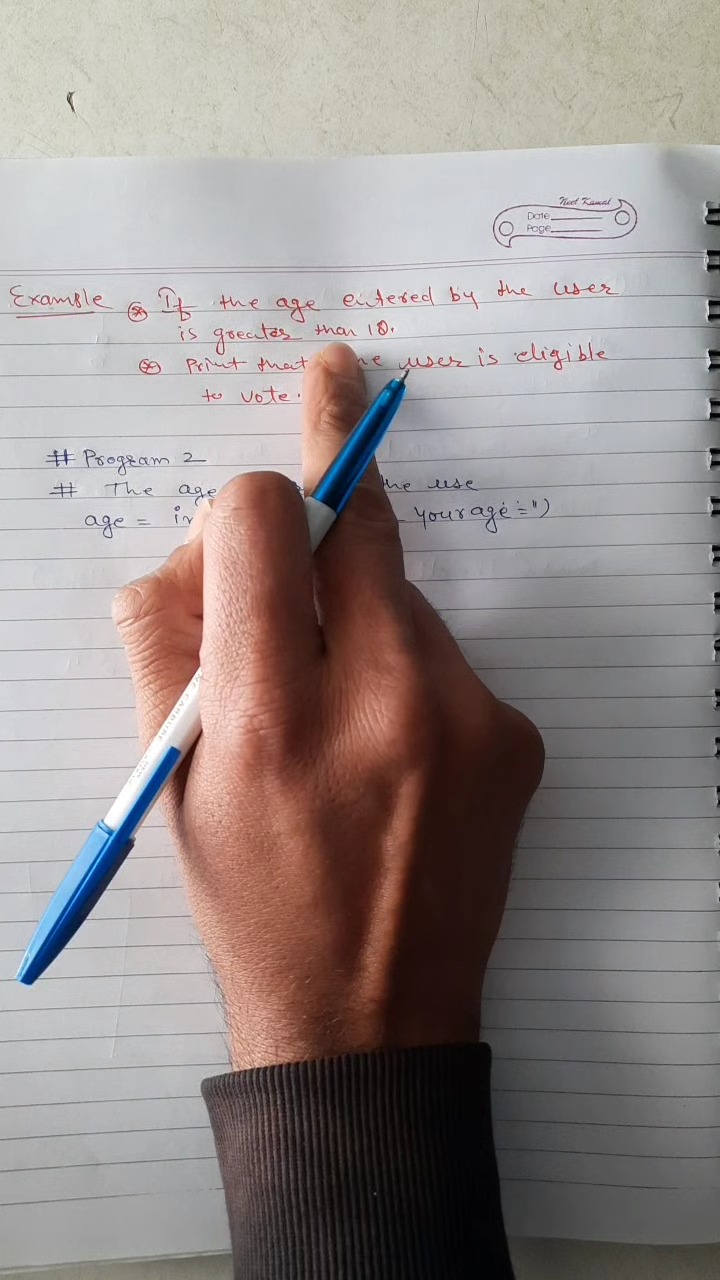 Neel Kamal
Date
Page
Example ⊛ If the age entered by the user
is greater than 18.
⊛ Print that user is eligible
to vote.
# Program 2
# The age the use
age = your age = ")